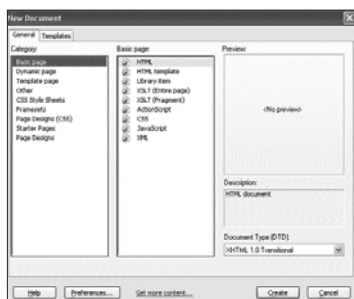 New Document
General Templates
Category:
Basic page
Dynamic page
Template page
Other
CSS Style Sheets
Framesets
Page Designs (CSS)
Starter Pages
Page Designs
Basic page:
HTML
HTML template
Library item
XSLT (Entire page)
XSLT (Fragment)
ActionScript
CSS
JavaScript
XML
Preview:
<No preview>
Description:
HTML document
Document Type (DTD):
XHTML 1.0 Transitional
Help Preferences... Get more content... Create Cancel